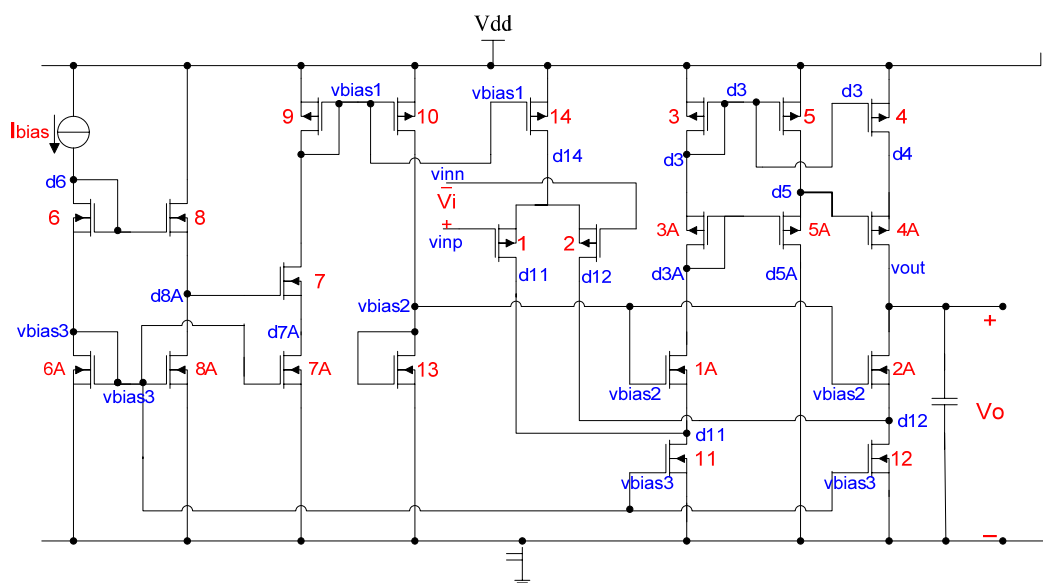 Vdd
vbias1 vbias1 d3 d3
9 10 14 3 5 4
Ibias
d14 d3 d4
d6 vinn
6 8 Vi d5
+ 3A 5A 4A
vinp 1 2
d11 d12 d3A d5A vout
7
d8A
vbias3 d7A vbias2
+
6A 8A 7A 13 1A 2A
vbias3 vbias2 vbias2 Vo
d11 d12
11 12
vbias3 vbias3